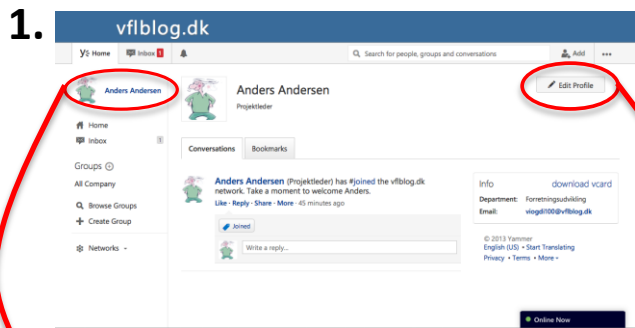 1.
vflblog.dk
Home Inbox 1 Search for people, groups and conversations Add
Anders Andersen
Anders Andersen
Projektleder
Edit Profile
Home
Inbox 1
Conversations Bookmarks
Groups
All Company
Browse Groups
Create Group
Networks
Anders Andersen (Projektleder) has #joined the vflblog.dk
network. Take a moment to welcome Anders.
Like · Reply · Share · More · 45 minutes ago
Joined
Write a reply...
Info download vcard
Department: Forretningsudvikling
Email: @vflblog.dk
© 2013 Yammer
English (US) • Start Translating
Privacy • Terms • More
Online Now